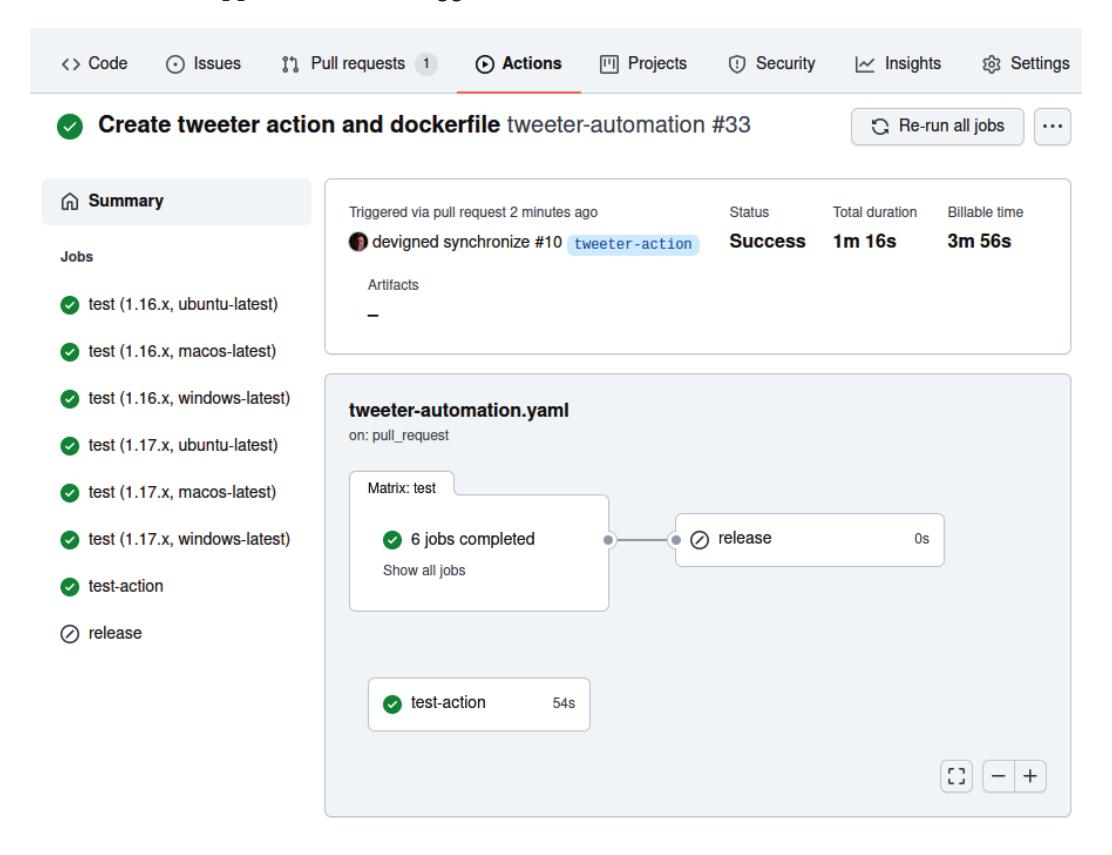 Code Issues Pull requests 1 Actions Projects Security Insights Settings
Create tweeter action and dockerfile tweeter-automation #33
Re-run all jobs
Summary
Jobs
test (1.16.x, ubuntu-latest)
test (1.16.x, macos-latest)
test (1.16.x, windows-latest)
test (1.17.x, ubuntu-latest)
test (1.17.x, macos-latest)
test (1.17.x, windows-latest)
test-action
release
Triggered via pull request 2 minutes ago
devigned synchronize #10 tweeter-action
Status
Success
Total duration
1m 16s
Billable time
3m 56s
Artifacts
–
tweeter-automation.yaml
on: pull_request
Matrix: test
6 jobs completed
Show all jobs
release 0s
test-action 54s